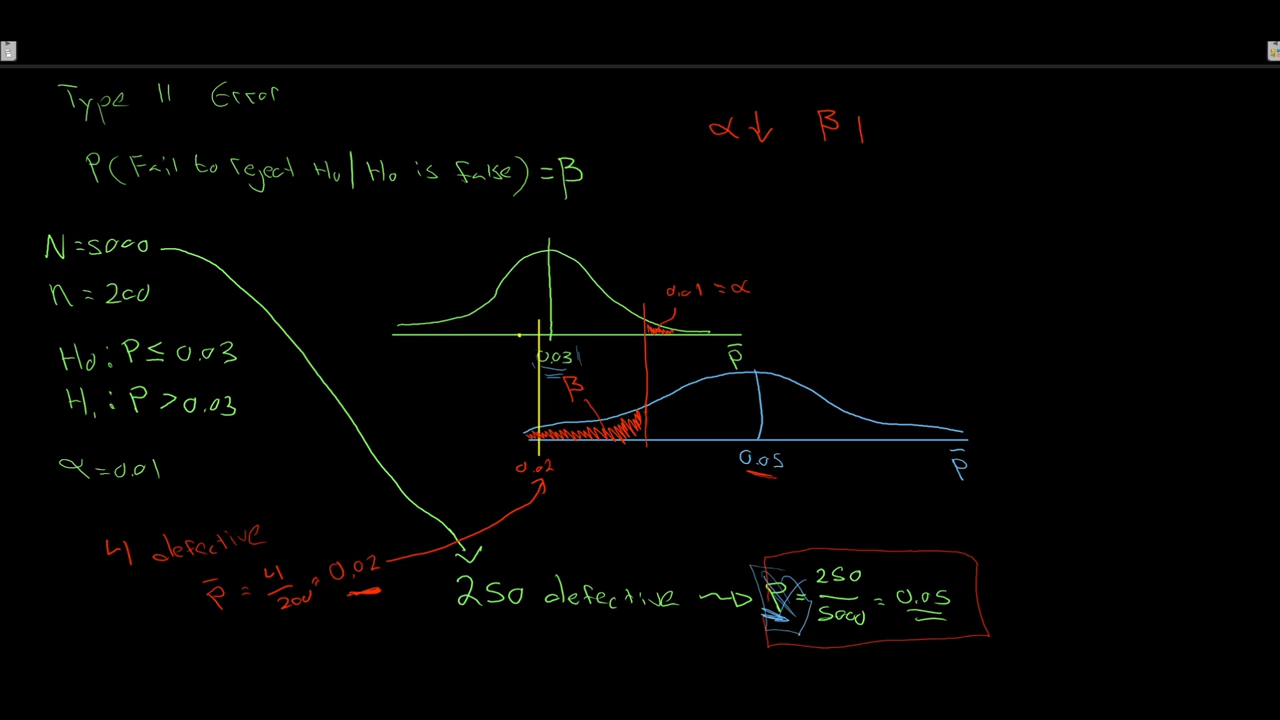 Type II Error
α ↓ β |
P(Fail to reject H₀ | H₀ is false) = β
N = 5000
n = 200
H₀ : P ≤ 0.03
H₁ : P > 0.03
α = 0.01
0.01 = α
0.03
p̄
β
0.02
0.05
p̄
4 defective
p̄ = 4/200 = 0.02
250 defective ⇝ P = 250/5000 = 0.05